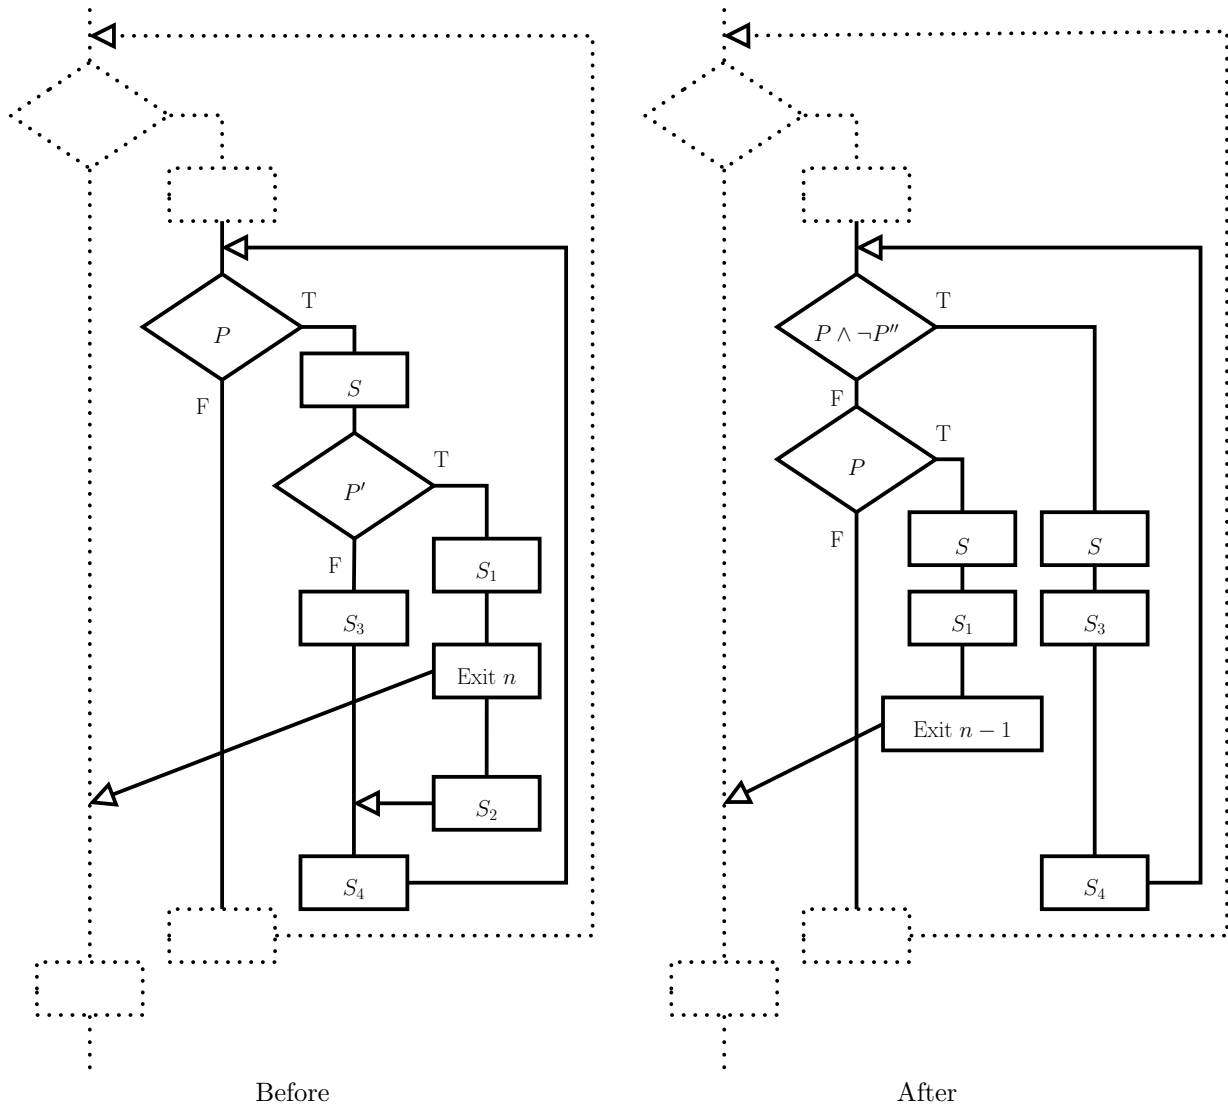 T
P
S
F
T
P′
S₁
F
S₃
Exit n
S₂
S₄
Before
T
P ∧ ¬P″
F
T
P
F
S
S
S₁
S₃
Exit n − 1
S₄
After